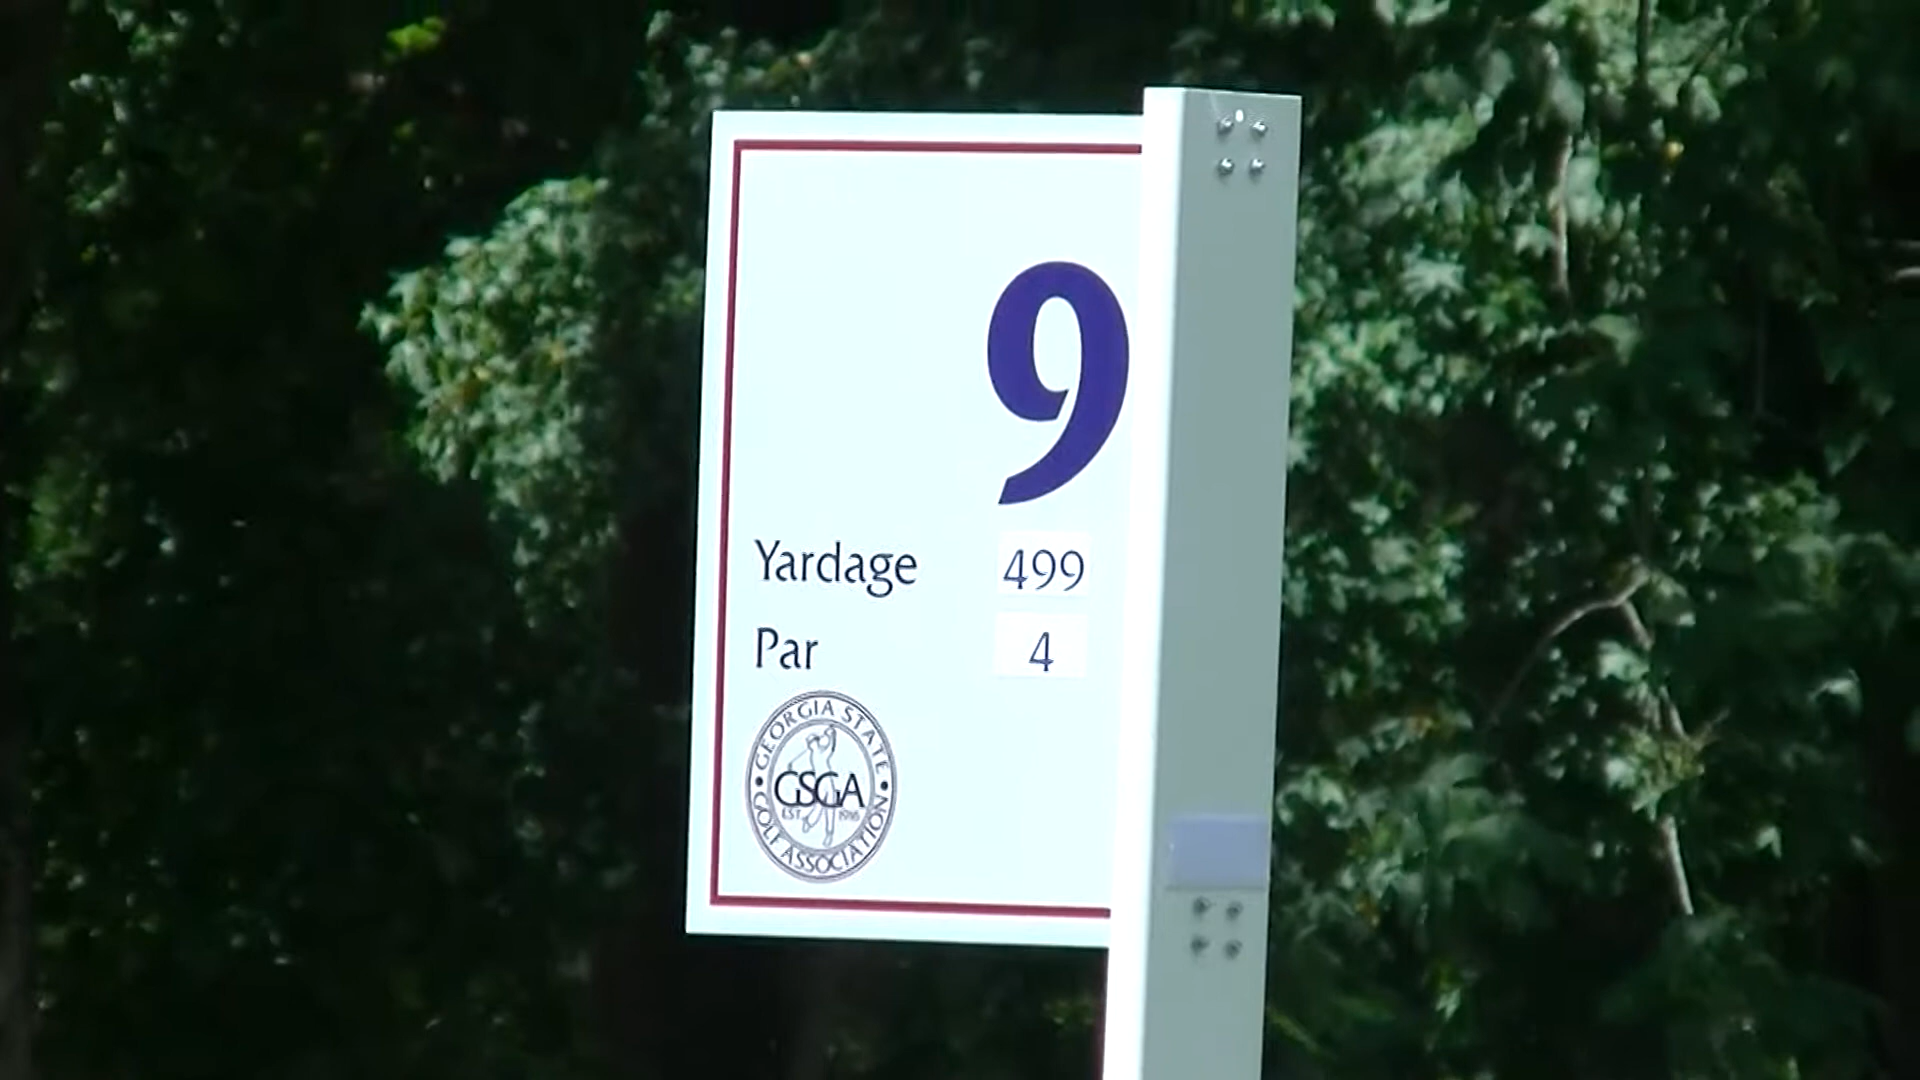 9
Yardage 499
Par 4
GEORGIA STATE
GSGA
EST. 1916
GOLF ASSOCIATION